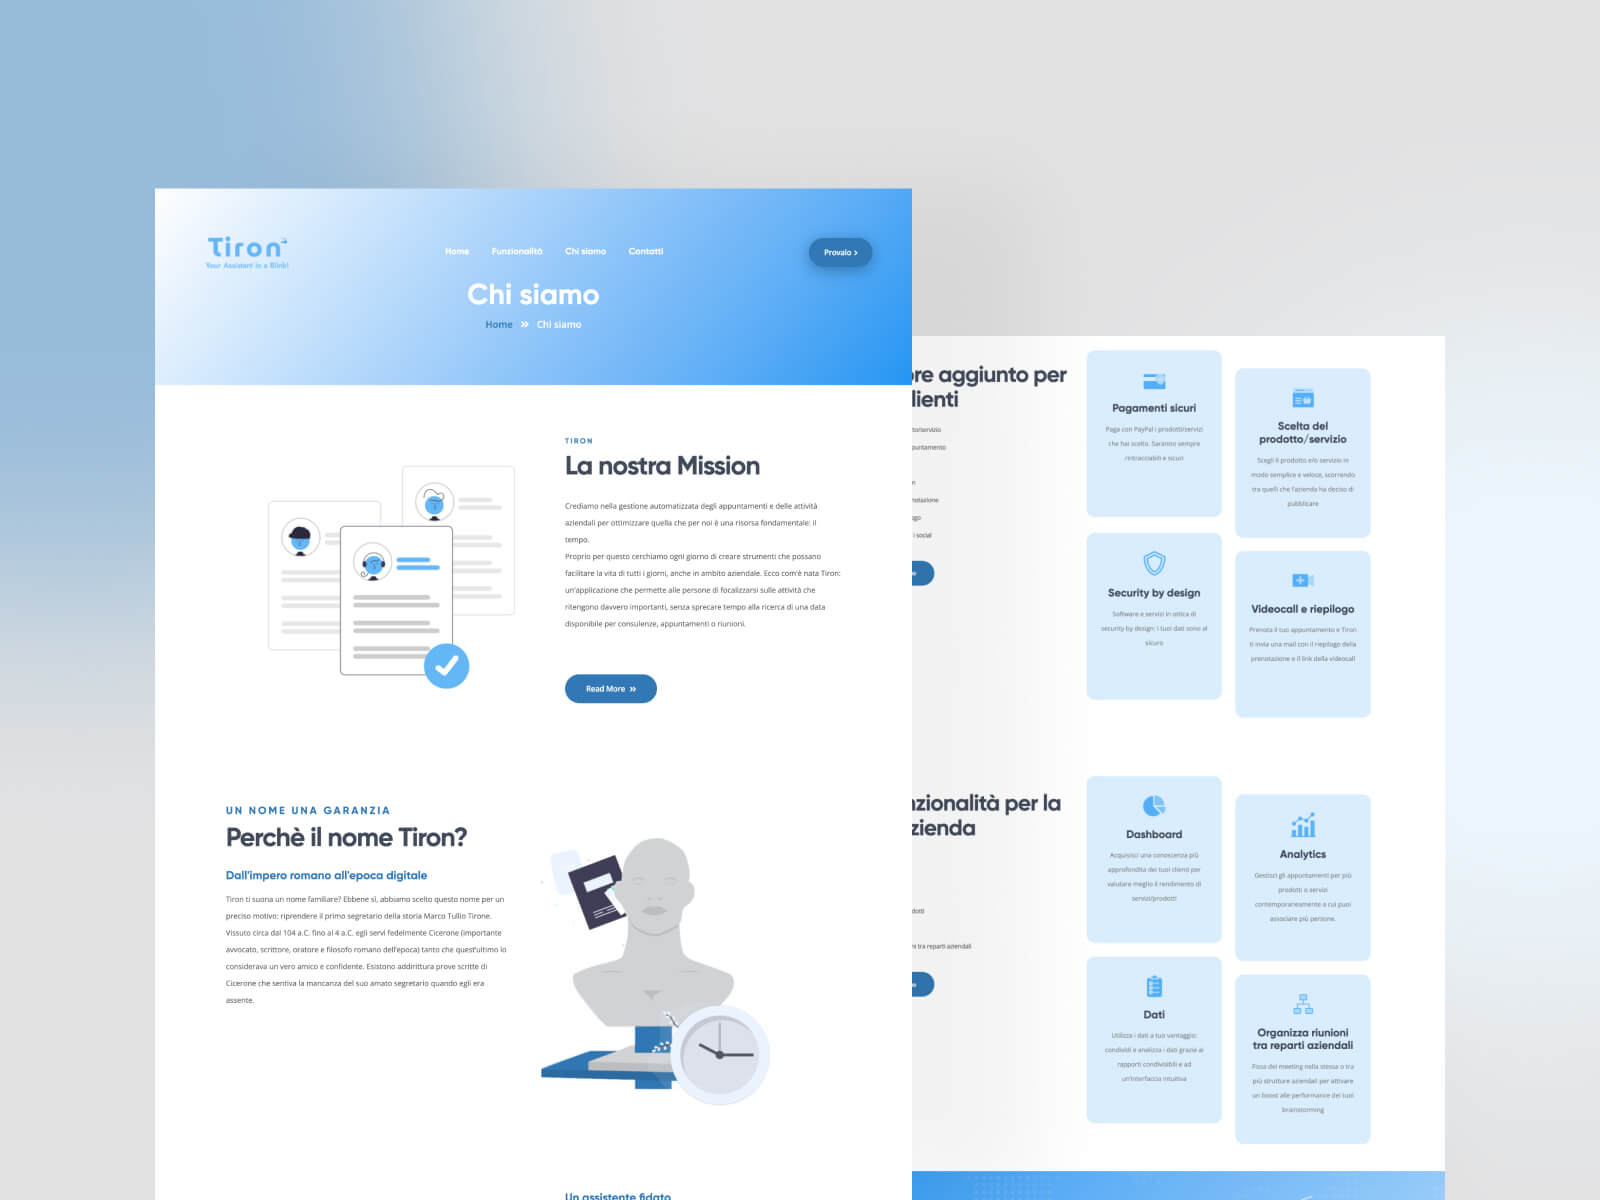 Tiron
Your Assistant in a Blink!
Home Funzionalità Chi siamo Contatti
Provalo
Chi siamo
Home Chi siamo
TIRON
La nostra Mission
Crediamo nella gestione automatizzata degli appuntamenti e delle attività
aziendali per ottimizzare quella che per noi è una risorsa fondamentale: il
tempo.
Proprio per questo cerchiamo ogni giorno di creare strumenti che possano
facilitare la vita di tutti i giorni, anche in ambito aziendale. Ecco com'è nata Tiron:
un'applicazione che permette alle persone di focalizzarsi sulle attività che
ritengono davvero importanti, senza sprecare tempo alla ricerca di una data
disponibile per consulenze, appuntamenti o riunioni.
Read More
UN NOME UNA GARANZIA
Perchè il nome Tiron?
Dall'impero romano all'epoca digitale
Tiron ti suona un nome familiare? Ebbene sì, abbiamo scelto questo nome per un
preciso motivo: riprendere il primo segretario della storia Marco Tullio Tirone.
Vissuto circa dal 104 a.C. fino al 4 a.C. egli servì fedelmente Cicerone (importante
avvocato, scrittore, oratore e filosofo romano dell'epoca) tanto che quest'ultimo lo
considerava un vero amico e confidente. Esistono addirittura prove scritte di
Cicerone che sentiva la mancanza del suo amato segretario quando egli era
assente.
Un assistente fidato
re aggiunto per
lienti
to/servizio
puntamento
n
notazione
ogo
i social
Pagamenti sicuri
Paga con PayPal i prodotti/servizi
che hai scelto. Saranno sempre
rintracciabili e sicuri
Scelta del
prodotto/servizio
Scegli il prodotto e/o servizio in
modo semplice e veloce, scorrendo
tra quelli che l'azienda ha deciso di
pubblicare
Security by design
Software e servizi in ottica di
security by design: i tuoi dati sono al
sicuro
Videocall e riepilogo
Prenota il tuo appuntamento e Tiron
ti invia una mail con il riepilogo della
prenotazione e il link della videocall
nzionalità per la
zienda
dotti
rs tra reparti aziendali
Dashboard
Acquisisci una conoscenza più
approfondita dei tuoi clienti per
valutare meglio il rendimento di
servizi/prodotti
Analytics
Gestisci gli appuntamenti per più
prodotti o servizi
contemporaneamente a cui puoi
associare più persone.
Dati
Utilizza i dati a tuo vantaggio:
condividi e analizza i dati grazie ai
rapporti condivisibili e ad
un'interfaccia intuitiva
Organizza riunioni
tra reparti aziendali
Fissa dei meeting nella stessa o tra
più strutture aziendali per attivare
un boost alle performance dei tuoi
brainstorming